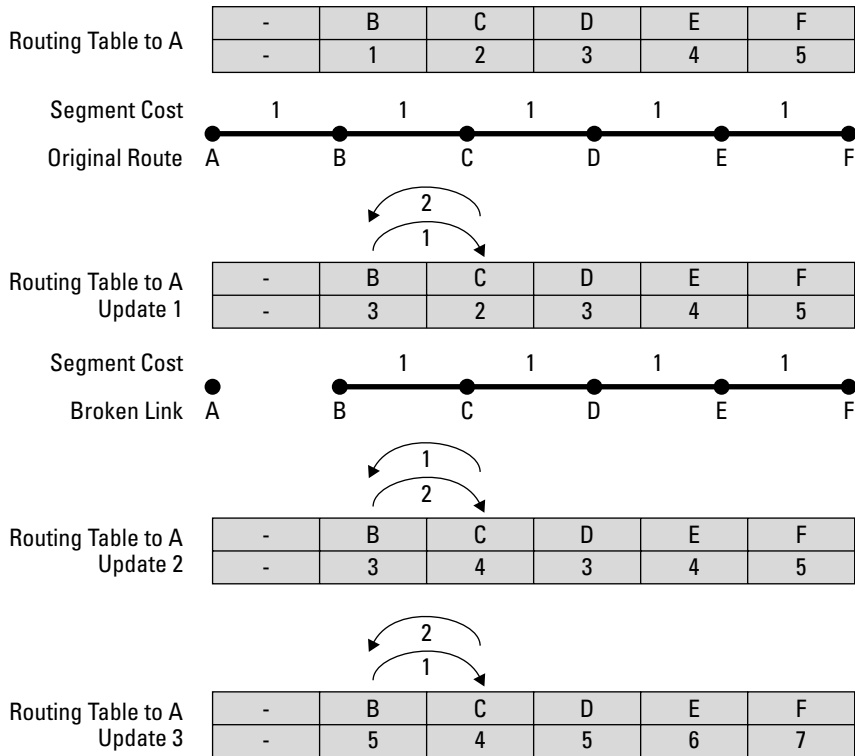 - B C D E F
Routing Table to A
- 1 2 3 4 5
Segment Cost 1 1 1 1 1
Original Route A B C D E F
2
1
- B C D E F
Routing Table to A
Update 1
- 3 2 3 4 5
Segment Cost 1 1 1 1
Broken Link A B C D E F
1
2
- B C D E F
Routing Table to A
Update 2
- 3 4 3 4 5
2
1
- B C D E F
Routing Table to A
Update 3
- 5 4 5 6 7